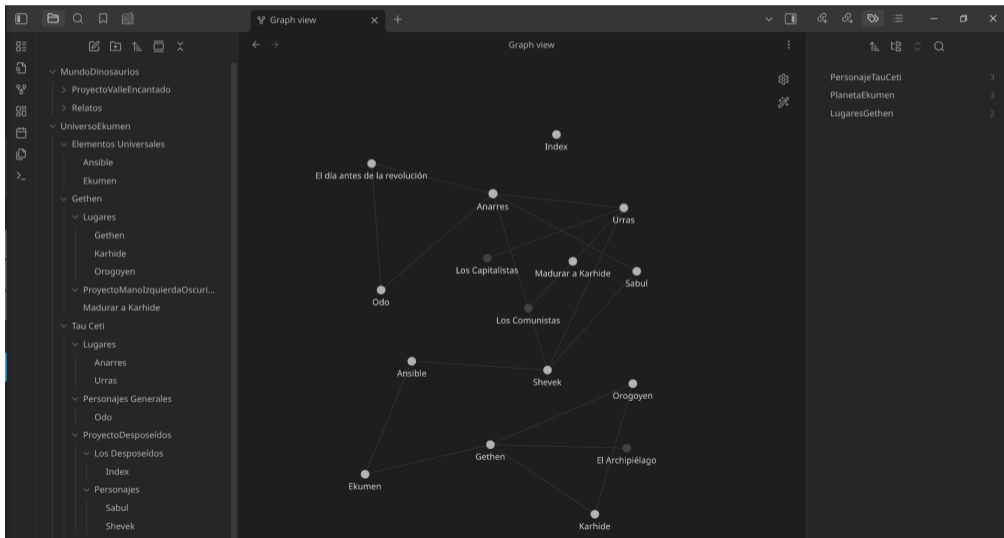 Graph view
Graph view
MundoDinosaurios
ProyectoValleEncantado
Relatos
UniversoEkumen
Elementos Universales
Ansible
Ekumen
Gethen
Lugares
Gethen
Karhide
Orogoyen
ProyectoManoIzquierdaOscuri...
Madurar a Karhide
Tau Ceti
Lugares
Anarres
Urras
Personajes Generales
Odo
ProyectoDesposeídos
Los Desposeídos
Index
Personajes
Sabul
Shevek
Index
El día antes de la revolución
Anarres
Urras
Los Capitalistas
Madurar a Karhide
Sabul
Odo
Los Comunistas
Ansible
Shevek
Orogoyen
Gethen
El Archipiélago
Ekumen
Karhide
PersonajeTauCeti 3
PlanetaEkumen 3
LugaresGethen 2